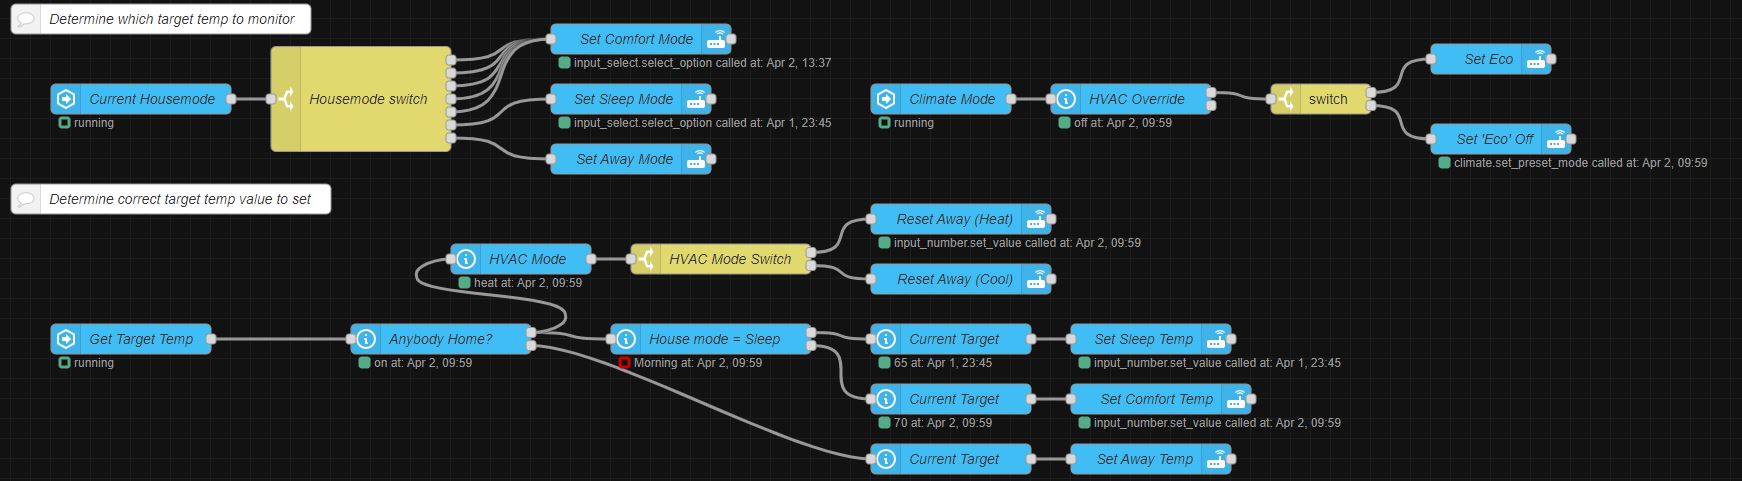 Determine which target temp to monitor
Set Comfort Mode
input_select.select_option called at: Apr 2, 13:37
Current Housemode
running
Housemode switch
Set Sleep Mode
input_select.select_option called at: Apr 1, 23:45
Set Away Mode
Climate Mode
running
HVAC Override
off at: Apr 2, 09:59
switch
Set Eco
Set 'Eco' Off
climate.set_preset_mode called at: Apr 2, 09:59
Determine correct target temp value to set
Reset Away (Heat)
input_number.set_value called at: Apr 2, 09:59
HVAC Mode
heat at: Apr 2, 09:59
HVAC Mode Switch
Reset Away (Cool)
Get Target Temp
running
Anybody Home?
on at: Apr 2, 09:59
House mode = Sleep
Morning at: Apr 2, 09:59
Current Target
65 at: Apr 1, 23:45
Set Sleep Temp
input_number.set_value called at: Apr 1, 23:45
Current Target
70 at: Apr 2, 09:59
Set Comfort Temp
input_number.set_value called at: Apr 2, 09:59
Current Target
Set Away Temp